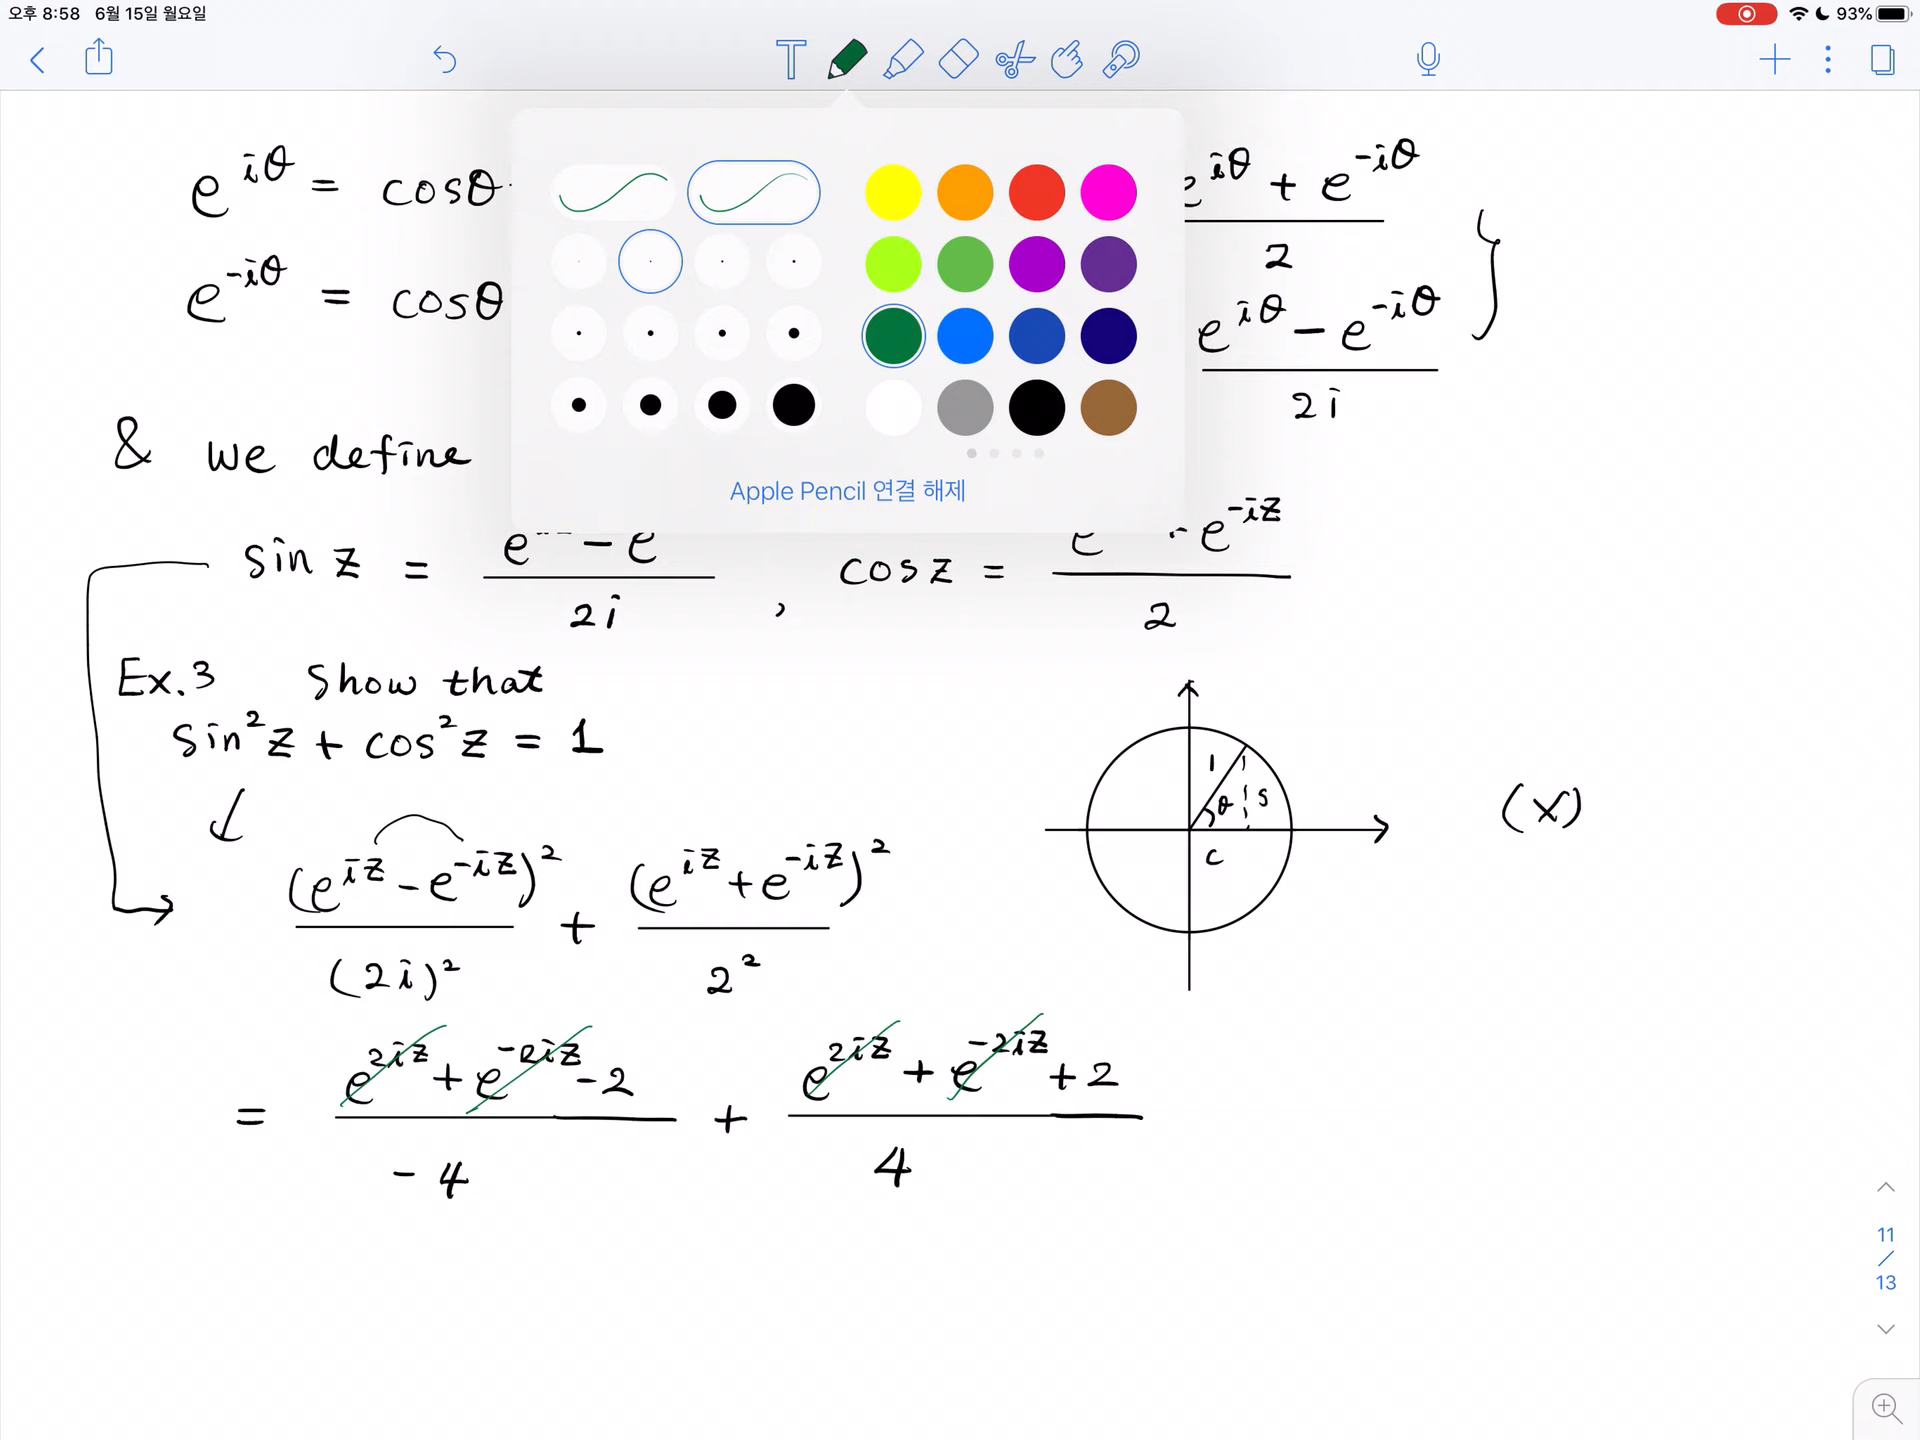 오후 8:58 6월 15일 월요일 93%
e^{iθ} = cosθ
e^{iθ} + e^{-iθ}
2
e^{-iθ} = cosθ
e^{iθ} - e^{-iθ}
2i
Apple Pencil 연결 해제
& we define
sin z = e - e / 2i , cos z = e - e^{-iz} / 2
Ex.3 Show that
sin²z + cos²z = 1
1 θ s
c
(x)
(e^{iz} - e^{-iz})² / (2i)² + (e^{iz} + e^{-iz})² / 2²
= e^{2iz} + e^{-2iz} - 2 / -4 + e^{2iz} + e^{-2iz} + 2 / 4
11
/
13